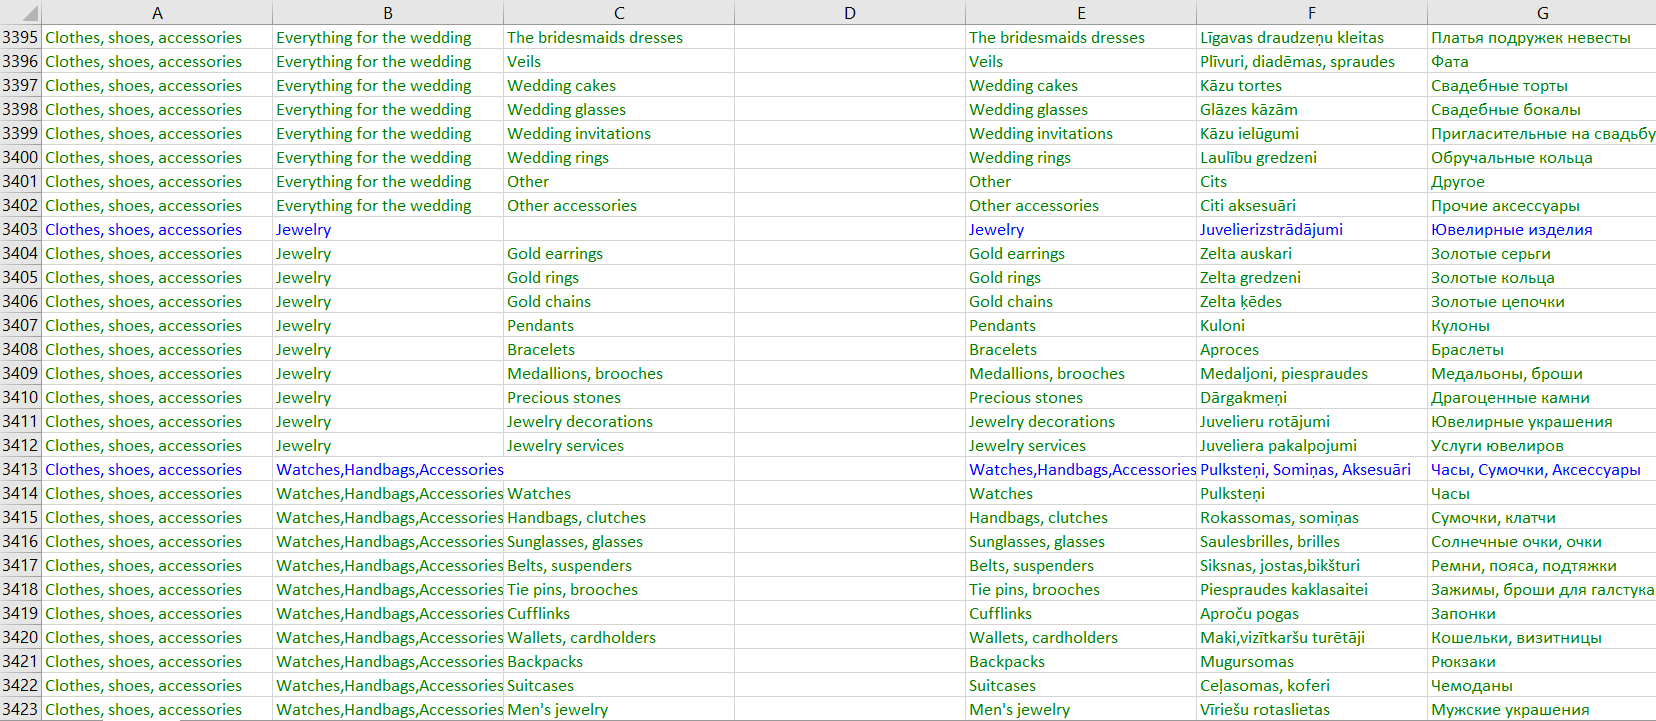 A B C D E F G
3395 Clothes, shoes, accessories Everything for the wedding The bridesmaids dresses The bridesmaids dresses Līgavas draudzeņu kleitas Платья подружек невесты
3396 Clothes, shoes, accessories Everything for the wedding Veils Veils Plīvuri, diadēmas, spraudes Фата
3397 Clothes, shoes, accessories Everything for the wedding Wedding cakes Wedding cakes Kāzu tortes Свадебные торты
3398 Clothes, shoes, accessories Everything for the wedding Wedding glasses Wedding glasses Glāzes kāzām Свадебные бокалы
3399 Clothes, shoes, accessories Everything for the wedding Wedding invitations Wedding invitations Kāzu ielūgumi Пригласительные на свадьбу
3400 Clothes, shoes, accessories Everything for the wedding Wedding rings Wedding rings Laulību gredzeni Обручальные кольца
3401 Clothes, shoes, accessories Everything for the wedding Other Other Cits Другое
3402 Clothes, shoes, accessories Everything for the wedding Other accessories Other accessories Citi aksesuāri Прочие аксессуары
3403 Clothes, shoes, accessories Jewelry Jewelry Juvelierizstrādājumi Ювелирные изделия
3404 Clothes, shoes, accessories Jewelry Gold earrings Gold earrings Zelta auskari Золотые серьги
3405 Clothes, shoes, accessories Jewelry Gold rings Gold rings Zelta gredzeni Золотые кольца
3406 Clothes, shoes, accessories Jewelry Gold chains Gold chains Zelta ķēdes Золотые цепочки
3407 Clothes, shoes, accessories Jewelry Pendants Pendants Kuloni Кулоны
3408 Clothes, shoes, accessories Jewelry Bracelets Bracelets Aproces Браслеты
3409 Clothes, shoes, accessories Jewelry Medallions, brooches Medallions, brooches Medaljoni, piespraudes Медальоны, броши
3410 Clothes, shoes, accessories Jewelry Precious stones Precious stones Dārgakmeņi Драгоценные камни
3411 Clothes, shoes, accessories Jewelry Jewelry decorations Jewelry decorations Juvelieru rotājumi Ювелирные украшения
3412 Clothes, shoes, accessories Jewelry Jewelry services Jewelry services Juveliera pakalpojumi Услуги ювелиров
3413 Clothes, shoes, accessories Watches,Handbags,Accessories Watches,Handbags,Accessories Pulksteņi, Somiņas, Aksesuāri Часы, Сумочки, Аксессуары
3414 Clothes, shoes, accessories Watches,Handbags,Accessories Watches Watches Pulksteņi Часы
3415 Clothes, shoes, accessories Watches,Handbags,Accessories Handbags, clutches Handbags, clutches Rokassomas, somiņas Сумочки, клатчи
3416 Clothes, shoes, accessories Watches,Handbags,Accessories Sunglasses, glasses Sunglasses, glasses Saulesbrilles, brilles Солнечные очки, очки
3417 Clothes, shoes, accessories Watches,Handbags,Accessories Belts, suspenders Belts, suspenders Siksnas, jostas,bikšturi Ремни, пояса, подтяжки
3418 Clothes, shoes, accessories Watches,Handbags,Accessories Tie pins, brooches Tie pins, brooches Piespraudes kaklasaitei Зажимы, броши для галстука
3419 Clothes, shoes, accessories Watches,Handbags,Accessories Cufflinks Cufflinks Aproču pogas Запонки
3420 Clothes, shoes, accessories Watches,Handbags,Accessories Wallets, cardholders Wallets, cardholders Maki,vizītkaršu turētāji Кошельки, визитницы
3421 Clothes, shoes, accessories Watches,Handbags,Accessories Backpacks Backpacks Mugursomas Рюкзаки
3422 Clothes, shoes, accessories Watches,Handbags,Accessories Suitcases Suitcases Ceļasomas, koferi Чемоданы
3423 Clothes, shoes, accessories Watches,Handbags,Accessories Men's jewelry Men's jewelry Vīriešu rotaslietas Мужские украшения